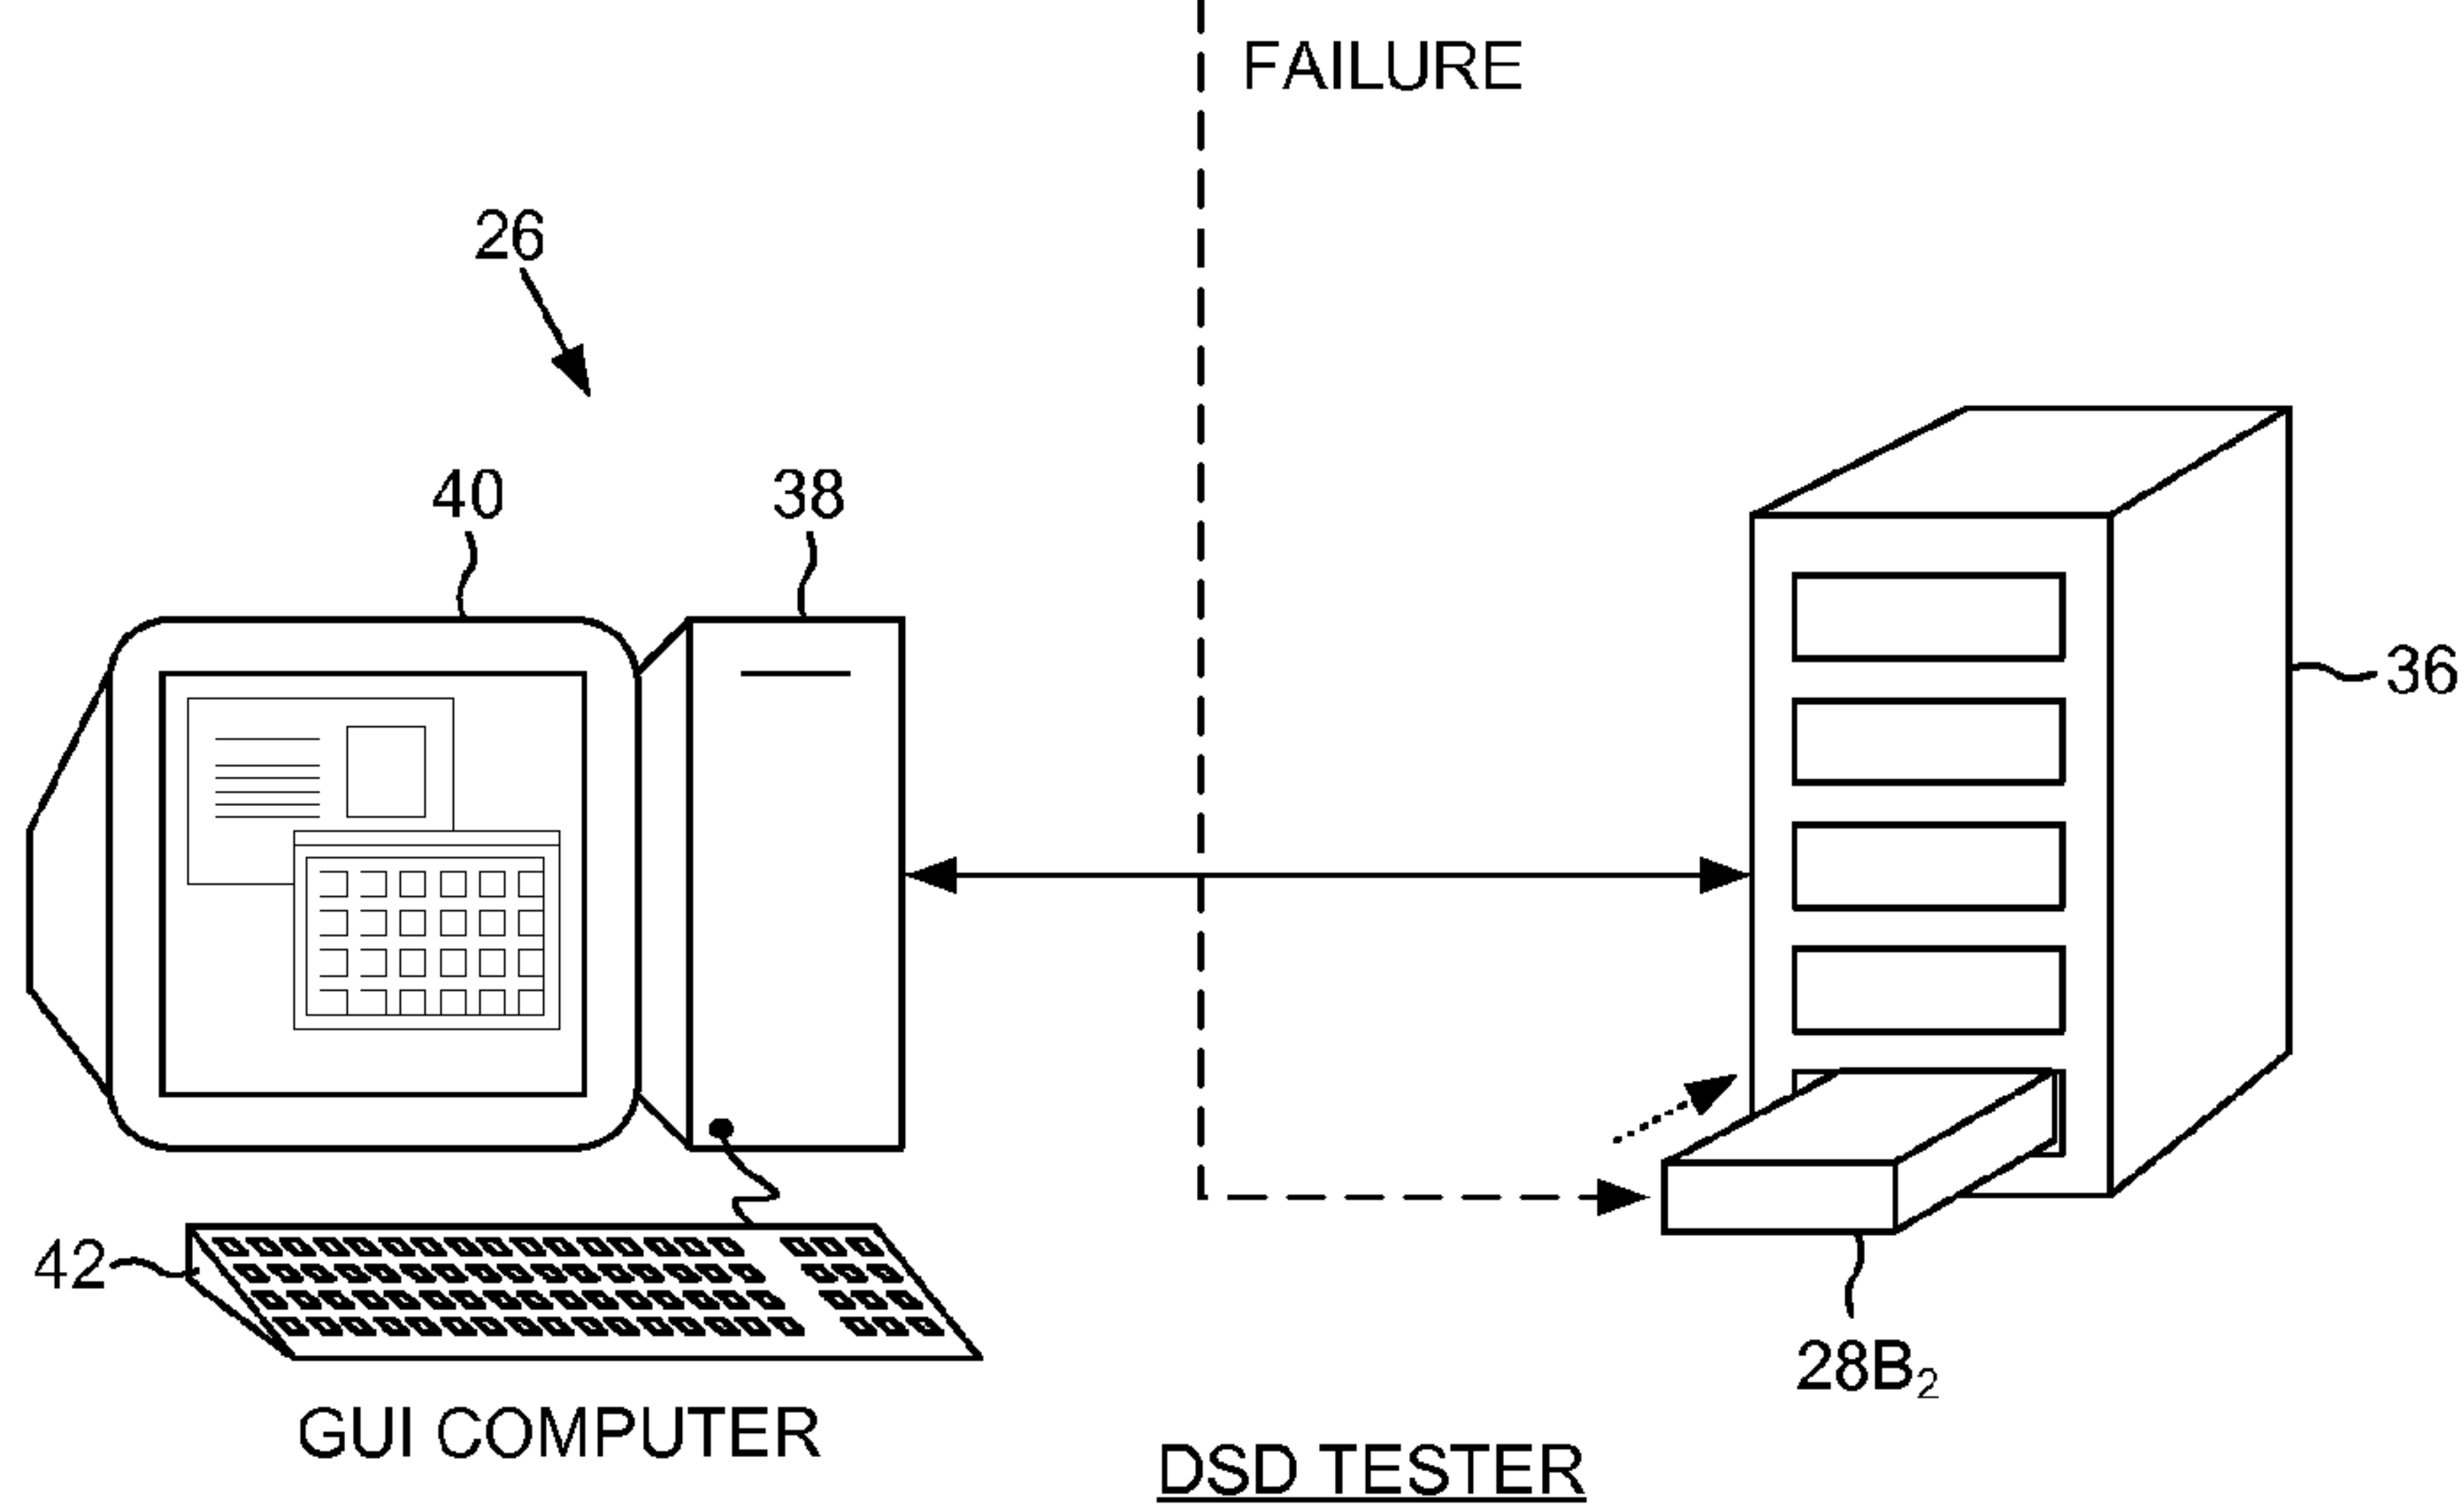 FAILURE
26
40
38
36
42
28B₂
GUI COMPUTER
DSD TESTER